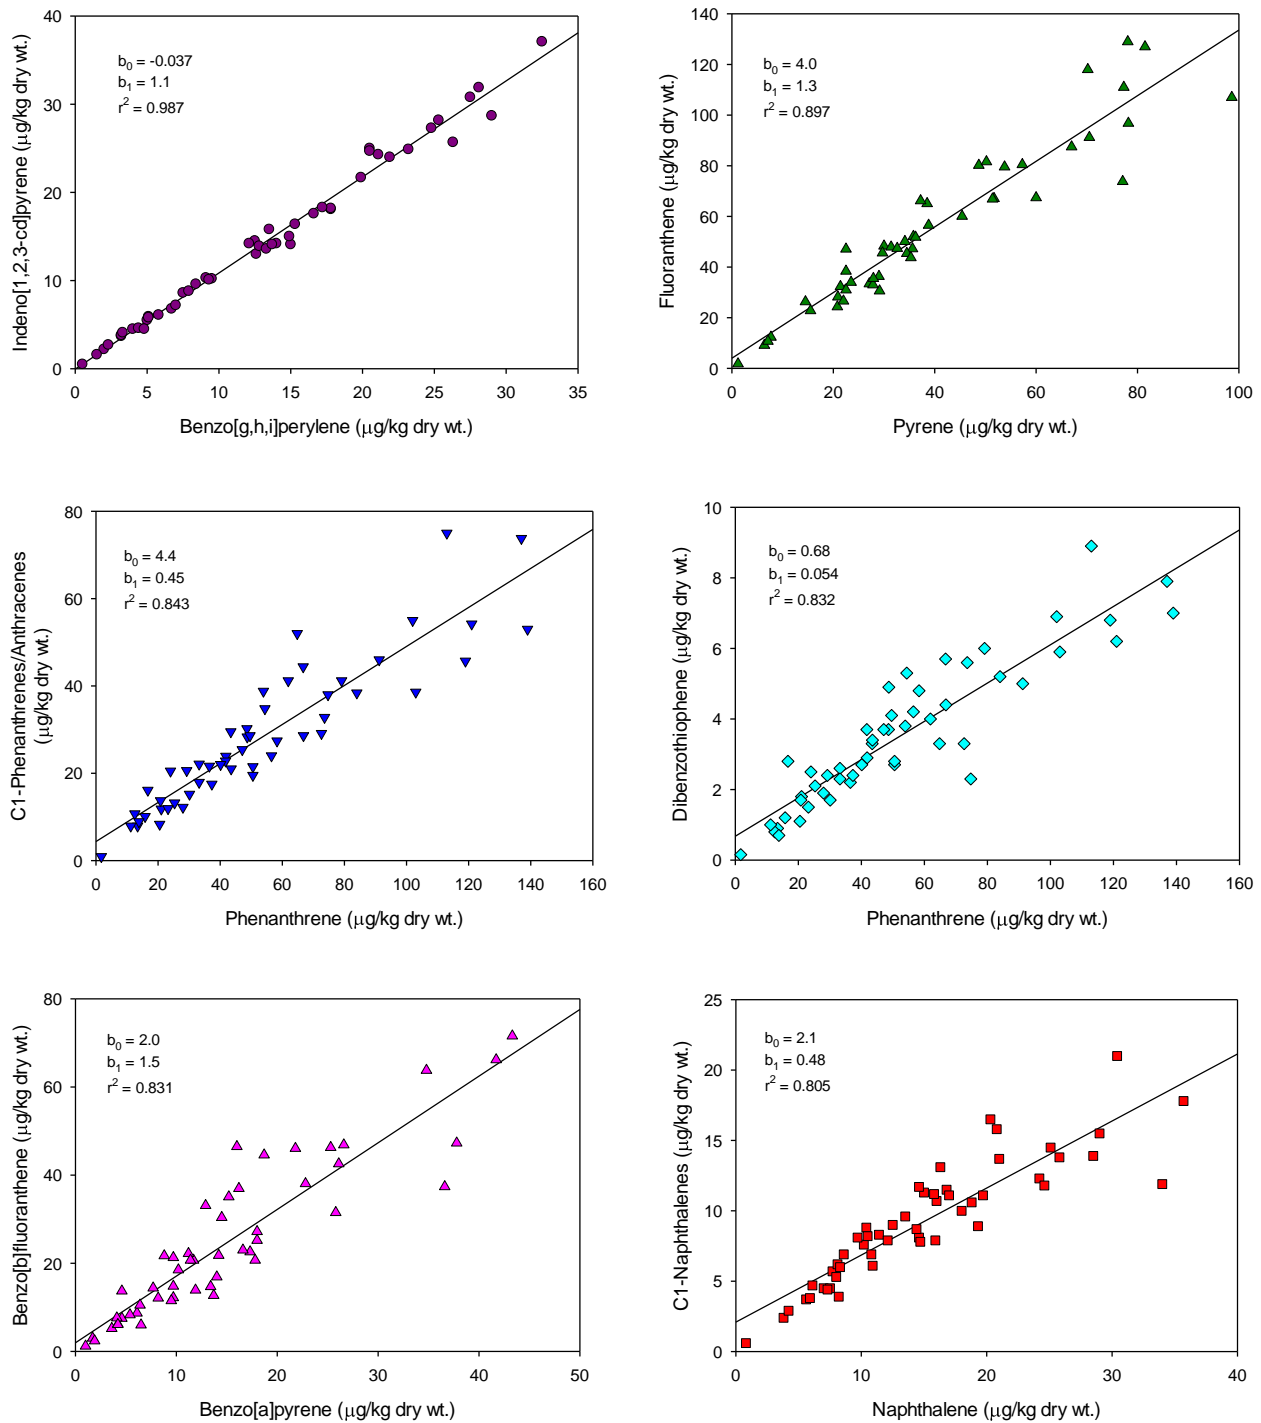 b0 = -0.037
b1 = 1.1
r2 = 0.987
Indeno[1,2,3-cd]pyrene (μg/kg dry wt.)
40
30
20
10
0
0 5 10 15 20 25 30 35
Benzo[g,h,i]perylene (μg/kg dry wt.)
b0 = 4.0
b1 = 1.3
r2 = 0.897
Fluoranthene (μg/kg dry wt.)
140
120
100
80
60
40
20
0
0 20 40 60 80 100
Pyrene (μg/kg dry wt.)
b0 = 4.4
b1 = 0.45
r2 = 0.843
C1-Phenanthrenes/Anthracenes
(μg/kg dry wt.)
80
60
40
20
0
0 20 40 60 80 100 120 140 160
Phenanthrene (μg/kg dry wt.)
b0 = 0.68
b1 = 0.054
r2 = 0.832
Dibenzothiophene (μg/kg dry wt.)
10
8
6
4
2
0
0 20 40 60 80 100 120 140 160
Phenanthrene (μg/kg dry wt.)
b0 = 2.0
b1 = 1.5
r2 = 0.831
Benzo[b]fluoranthene (μg/kg dry wt.)
80
60
40
20
0
0 10 20 30 40 50
Benzo[a]pyrene (μg/kg dry wt.)
b0 = 2.1
b1 = 0.48
r2 = 0.805
C1-Naphthalenes (μg/kg dry wt.)
25
20
15
10
5
0
0 10 20 30 40
Naphthalene (μg/kg dry wt.)